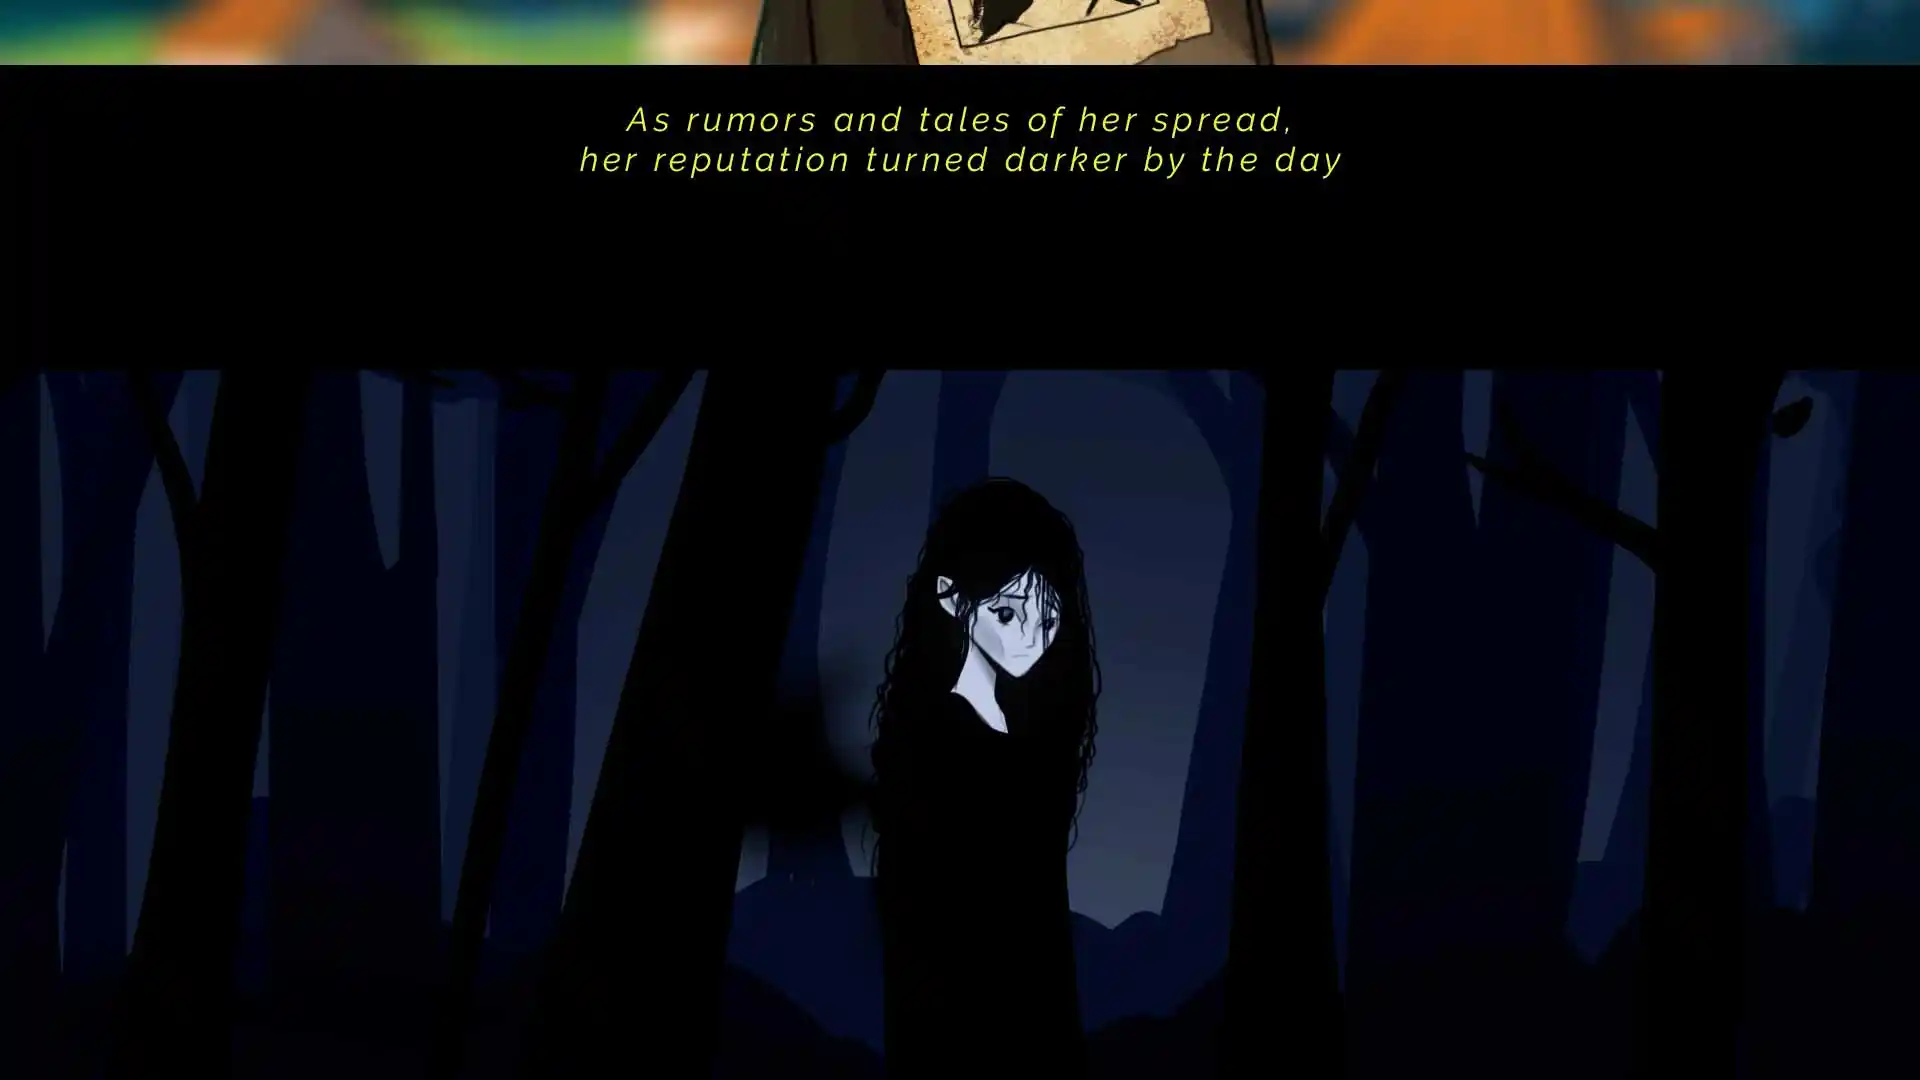 As rumors and tales of her spread,
her reputation turned darker by the day